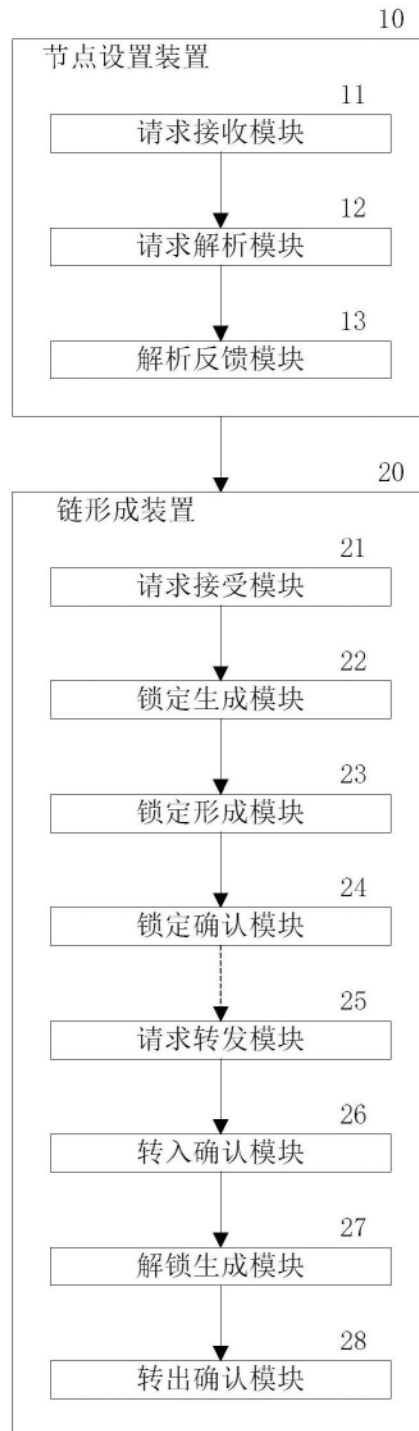 10
节点设置装置
11
请求接收模块
12
请求解析模块
13
解析反馈模块
20
链形成装置
21
请求接受模块
22
锁定生成模块
23
锁定形成模块
24
锁定确认模块
25
请求转发模块
26
转入确认模块
27
解锁生成模块
28
转出确认模块